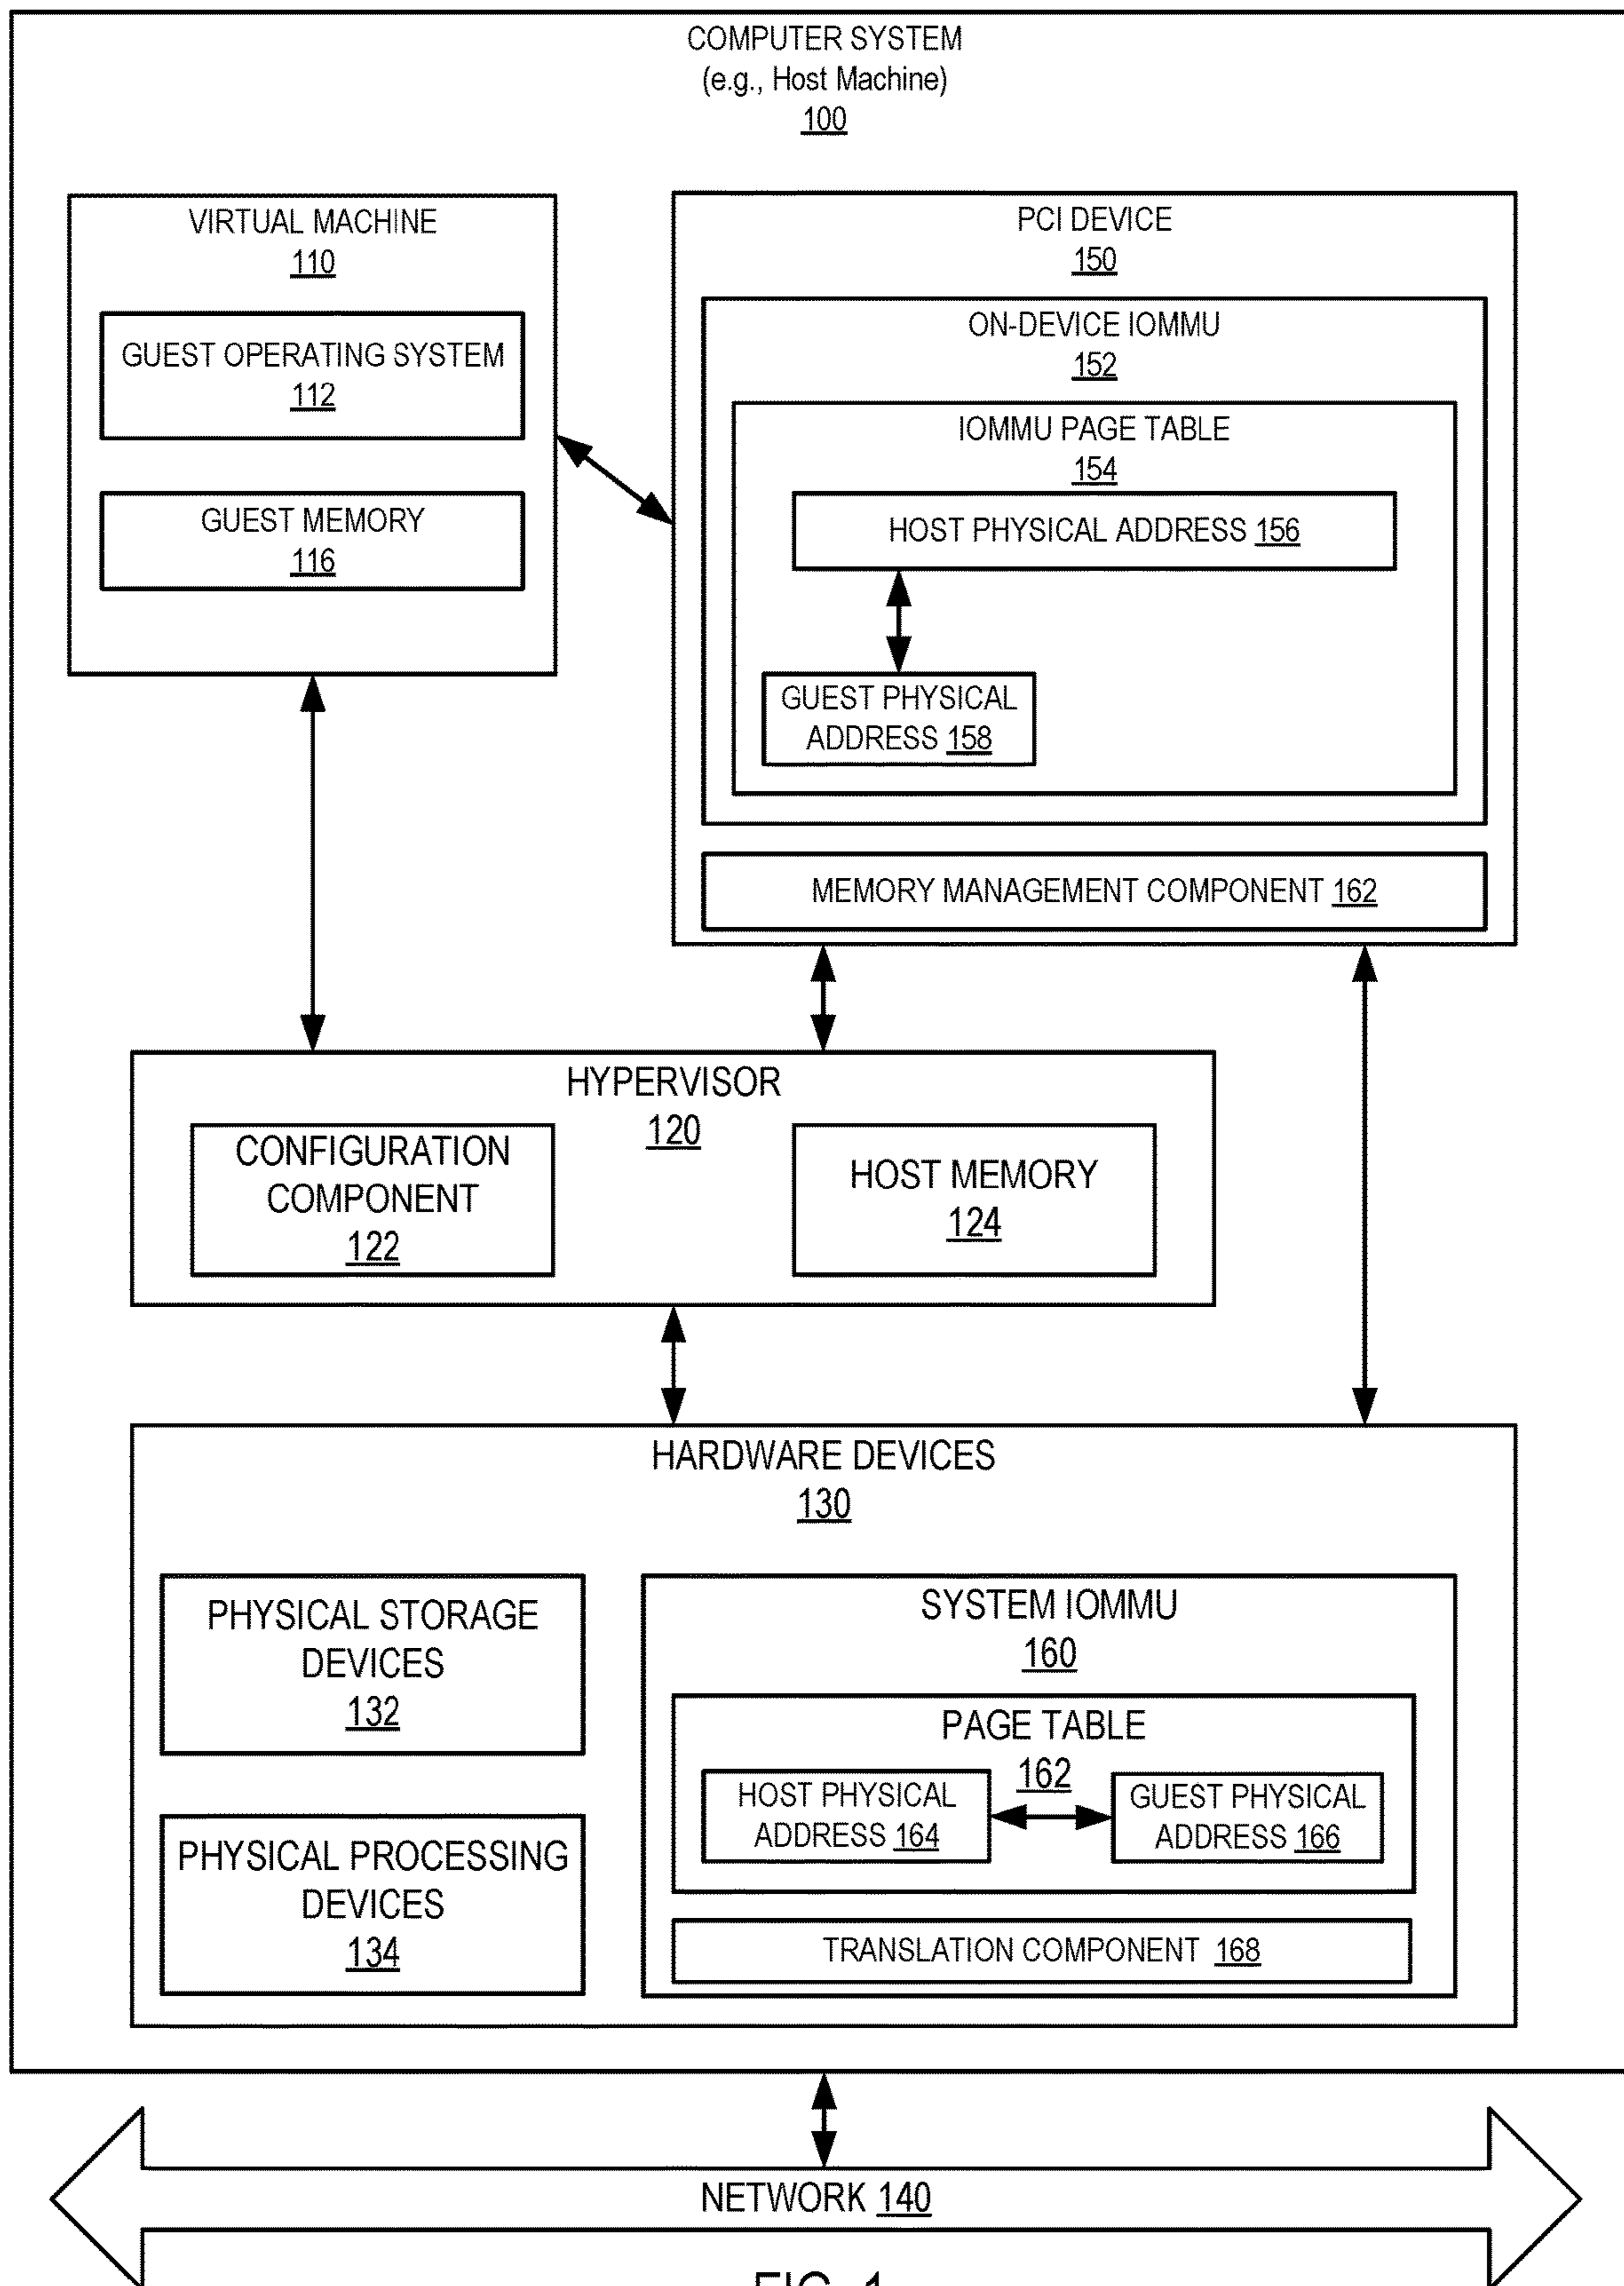 COMPUTER SYSTEM
(e.g., Host Machine)
100
VIRTUAL MACHINE
110
GUEST OPERATING SYSTEM
112
GUEST MEMORY
116
PCI DEVICE
150
ON-DEVICE IOMMU
152
IOMMU PAGE TABLE
154
HOST PHYSICAL ADDRESS 156
GUEST PHYSICAL
ADDRESS 158
MEMORY MANAGEMENT COMPONENT 162
HYPERVISOR
120
CONFIGURATION
COMPONENT
122
HOST MEMORY
124
HARDWARE DEVICES
130
PHYSICAL STORAGE
DEVICES
132
PHYSICAL PROCESSING
DEVICES
134
SYSTEM IOMMU
160
PAGE TABLE
162
HOST PHYSICAL
ADDRESS 164
GUEST PHYSICAL
ADDRESS 166
TRANSLATION COMPONENT 168
NETWORK 140
FIG. 1